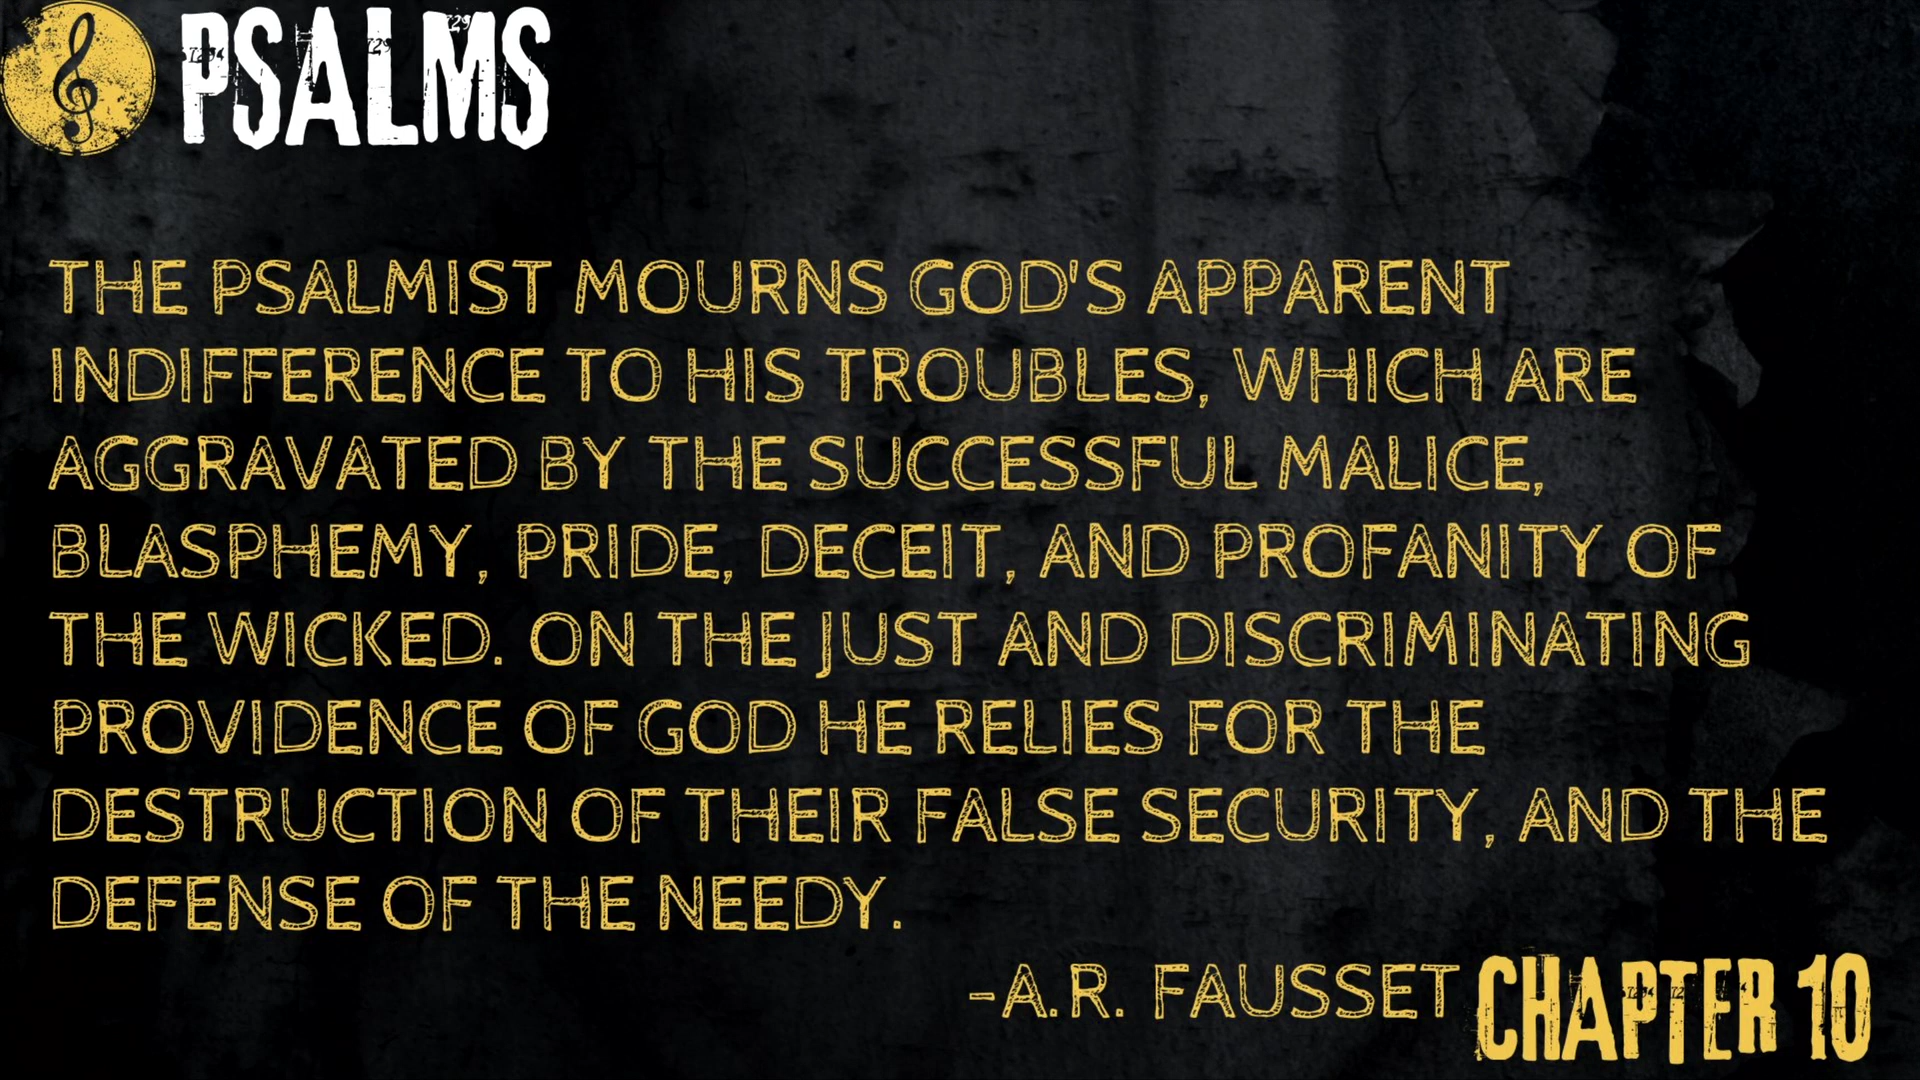 PSALMS
THE PSALMIST MOURNS GOD'S APPARENT
INDIFFERENCE TO HIS TROUBLES, WHICH ARE
AGGRAVATED BY THE SUCCESSFUL MALICE,
BLASPHEMY, PRIDE, DECEIT, AND PROFANITY OF
THE WICKED. ON THE JUST AND DISCRIMINATING
PROVIDENCE OF GOD HE RELIES FOR THE
DESTRUCTION OF THEIR FALSE SECURITY, AND THE
DEFENSE OF THE NEEDY.
-A.R. FAUSSET
CHAPTER 10